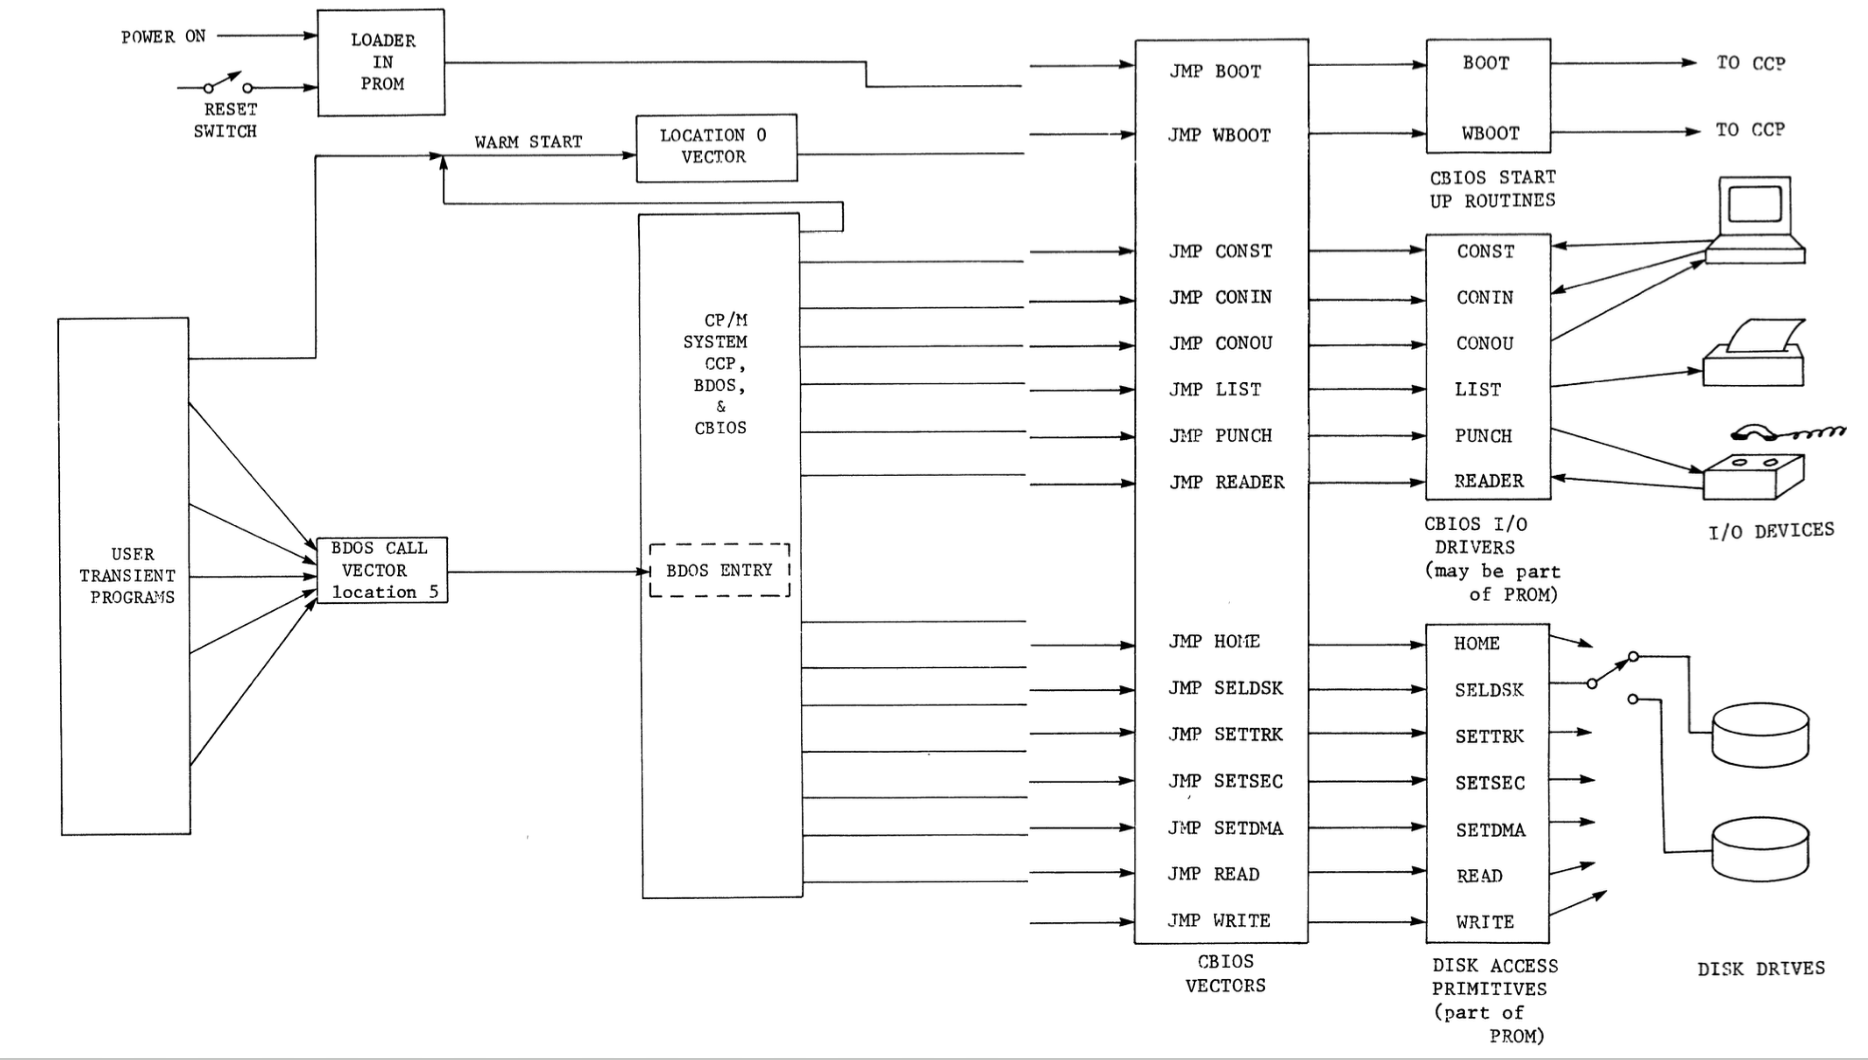 POWER ON
LOADER
IN
PROM
RESET
SWITCH
WARM START
LOCATION 0
VECTOR
USER
TRANSIENT
PROGRAMS
BDOS CALL
VECTOR
location 5
CP/M
SYSTEM
CCP,
BDOS,
&
CBIOS
BDOS ENTRY
JMP BOOT
JMP WBOOT
JMP CONST
JMP CONIN
JMP CONOU
JMP LIST
JMP PUNCH
JMP READER
JMP HOME
JMP SELDSK
JMP SETTRK
JMP SETSEC
JMP SETDMA
JMP READ
JMP WRITE
CBIOS
VECTORS
BOOT
WBOOT
TO CCP
TO CCP
CBIOS START
UP ROUTINES
CONST
CONIN
CONOU
LIST
PUNCH
READER
CBIOS I/O
DRIVERS
(may be part
of PROM)
I/O DEVICES
HOME
SELDSK
SETTRK
SETSEC
SETDMA
READ
WRITE
DISK ACCESS
PRIMITIVES
(part of
PROM)
DISK DRIVES